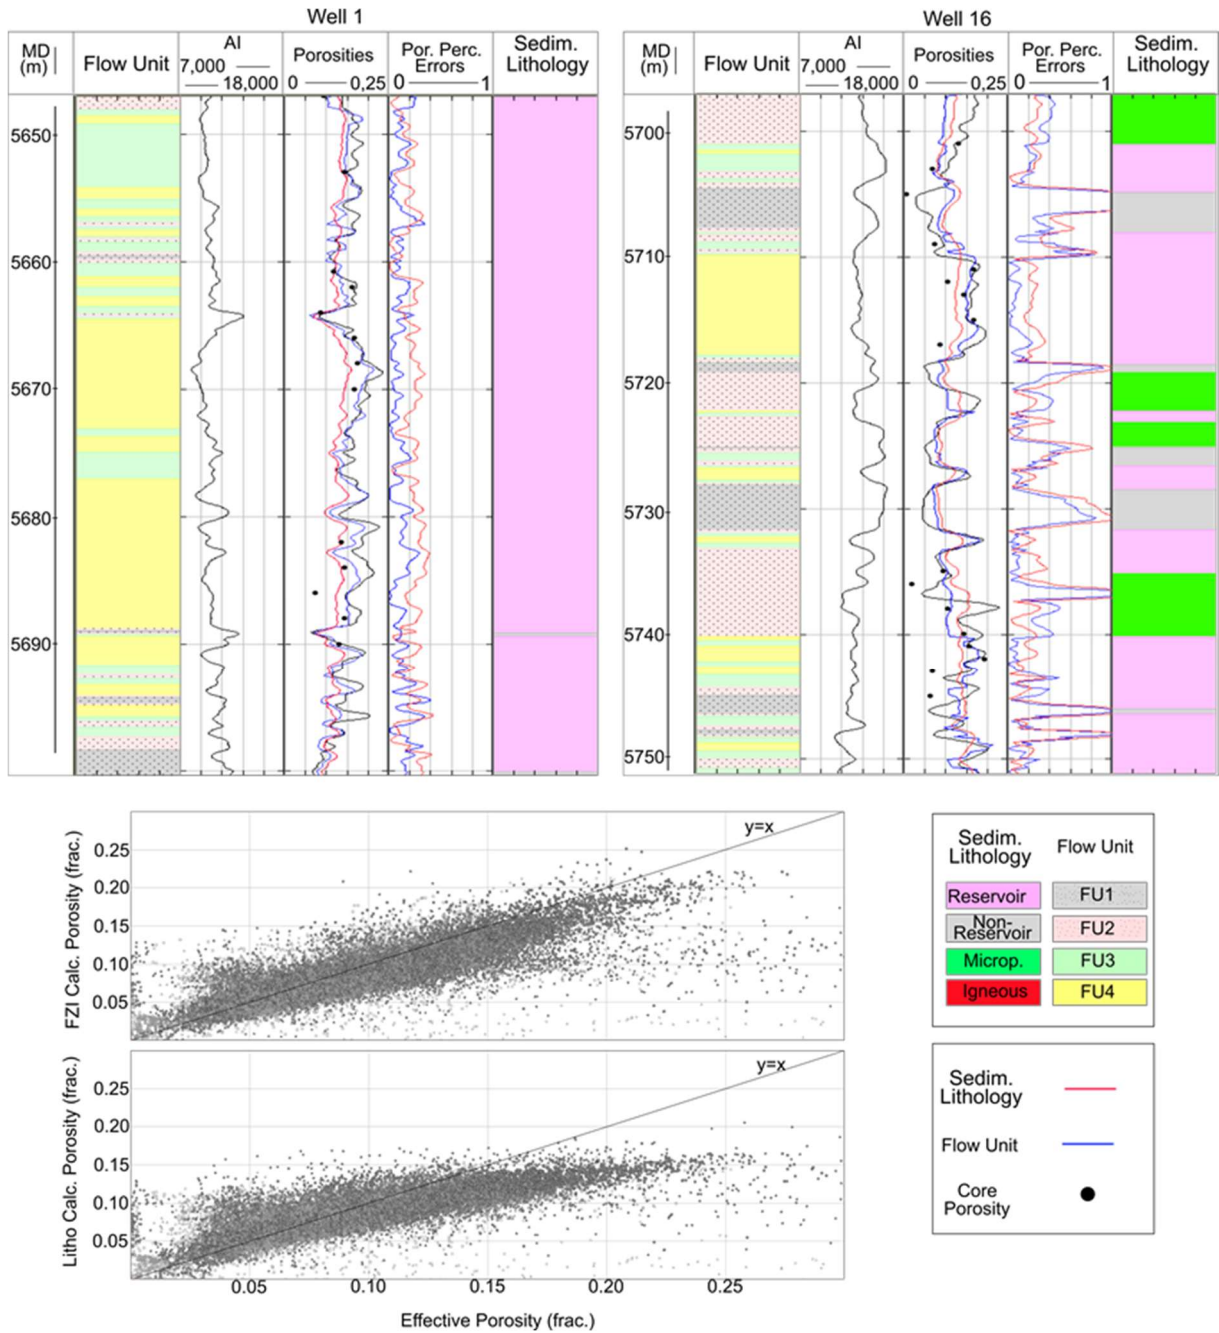 Well 1
MD
(m)
Flow Unit
AI
7,000
18,000
Porosities
0
0,25
Por. Perc.
Errors
0
1
Sedim.
Lithology
5650
5660
5670
5680
5690
Well 16
MD
(m)
Flow Unit
AI
7,000
18,000
Porosities
0
0,25
Por. Perc.
Errors
0
1
Sedim.
Lithology
5700
5710
5720
5730
5740
5750
FZI Calc. Porosity (frac.)
0.25
0.20
0.15
0.10
0.05
y=x
Litho Calc. Porosity (frac.)
0.25
0.20
0.15
0.10
0.05
y=x
0.05
0.10
0.15
0.20
0.25
Effective Porosity (frac.)
Sedim.
Lithology
Flow Unit
Reservoir
FU1
Non-
Reservoir
FU2
Microp.
FU3
Igneous
FU4
Sedim.
Lithology
Flow Unit
Core
Porosity